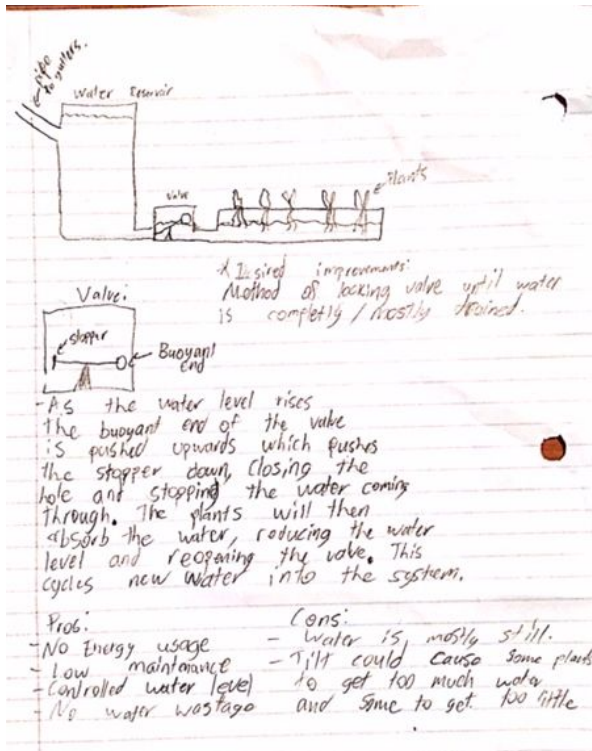 pipe
to gutters.
Water Reservoir
Valve
Plants
* Desired improvements:
Method of locking valve until water
is completly / mostly drained.
Valve:
Stopper
Buoyant
end
- As the water level rises
the buoyant end of the valve
is pushed upwards which pushes
the stopper down, closing the
hole and stopping the water coming
through. The plants will then
absorb the water, reducing the water
level and reopening the valve. This
cycles new water into the system.
Pros:
- No Energy usage
- Low maintenance
- Controlled water level
- No water wastage
Cons:
- Water is mostly still.
- Tilt could cause some plants
to get too much water
and some to get too little